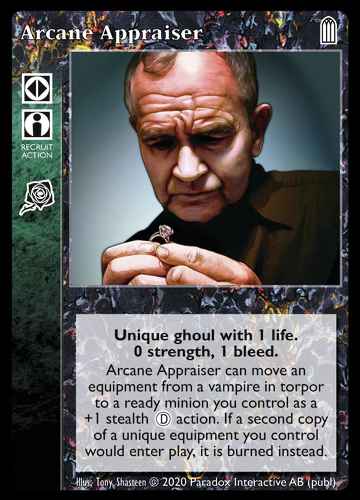 Arcane Appraiser
RECRUIT
ACTION
Unique ghoul with 1 life.
0 strength, 1 bleed.
Arcane Appraiser can move an
equipment from a vampire in torpor
to a ready minion you control as a
+1 stealth Ⓓ action. If a second copy
of a unique equipment you control
would enter play, it is burned instead.
Illus: Tony, Shasteen © 2020 Paradox Interactive AB (publ)